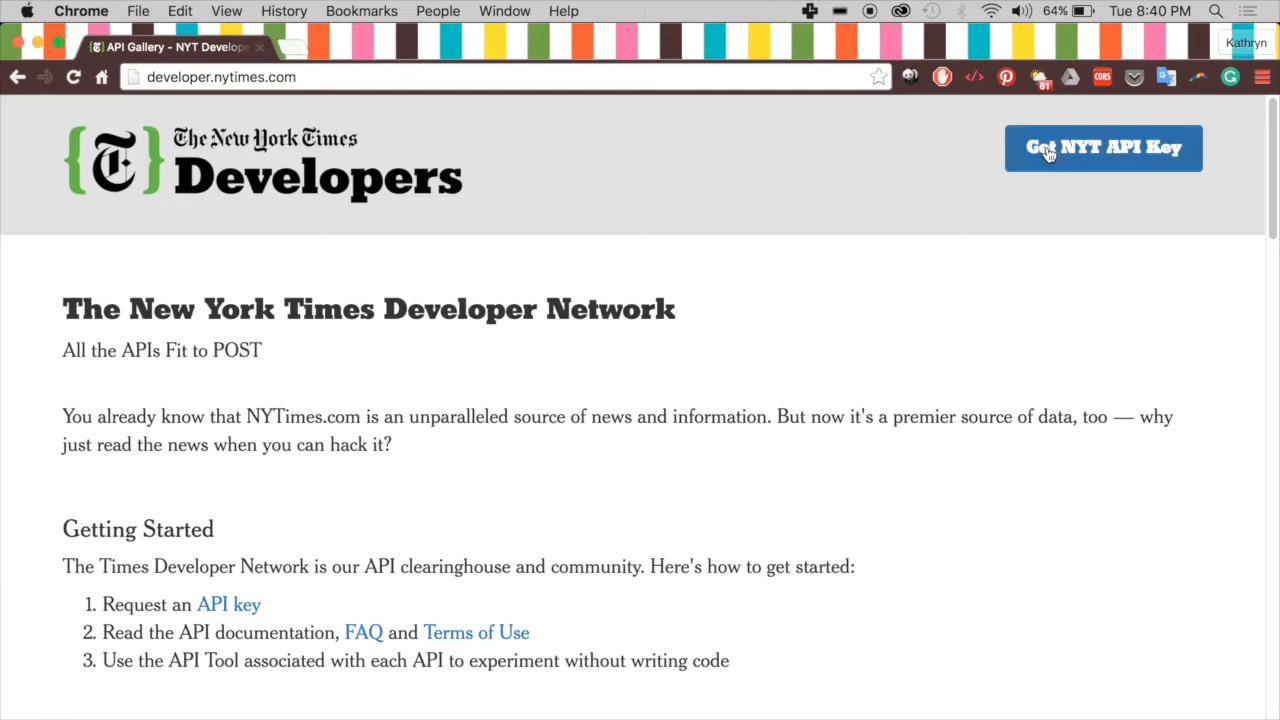 Chrome File Edit View History Bookmarks People Window Help 64% Tue 8:40 PM
API Gallery - NYT Develope Kathryn
developer.nytimes.com CORS 81
The New York Times
Developers
Get NYT API Key
The New York Times Developer Network
All the APIs Fit to POST
You already know that NYTimes.com is an unparalleled source of news and information. But now it's a premier source of data, too — why
just read the news when you can hack it?
Getting Started
The Times Developer Network is our API clearinghouse and community. Here's how to get started:
1. Request an API key
2. Read the API documentation, FAQ and Terms of Use
3. Use the API Tool associated with each API to experiment without writing code